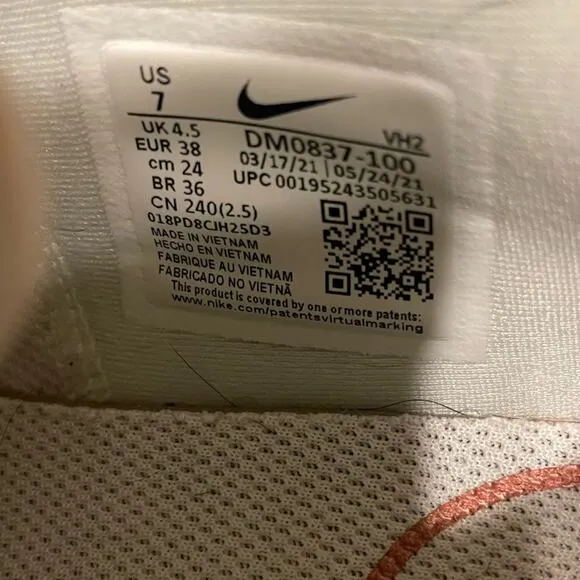 US
7
UK 4.5
EUR 38
cm 24
BR 36
CN 240(2.5)
VH2
DM0837-100
03/17/21 | 05/24/21
UPC 00195243505631
018PD8CJH25D3
MADE IN VIETNAM
HECHO EN VIETNAM
FABRIQUE AU VIETNAM
FABRICADO NO VIETNÃ
This product is covered by one or more patents:
www.nike.com/patentsvirtualmarking